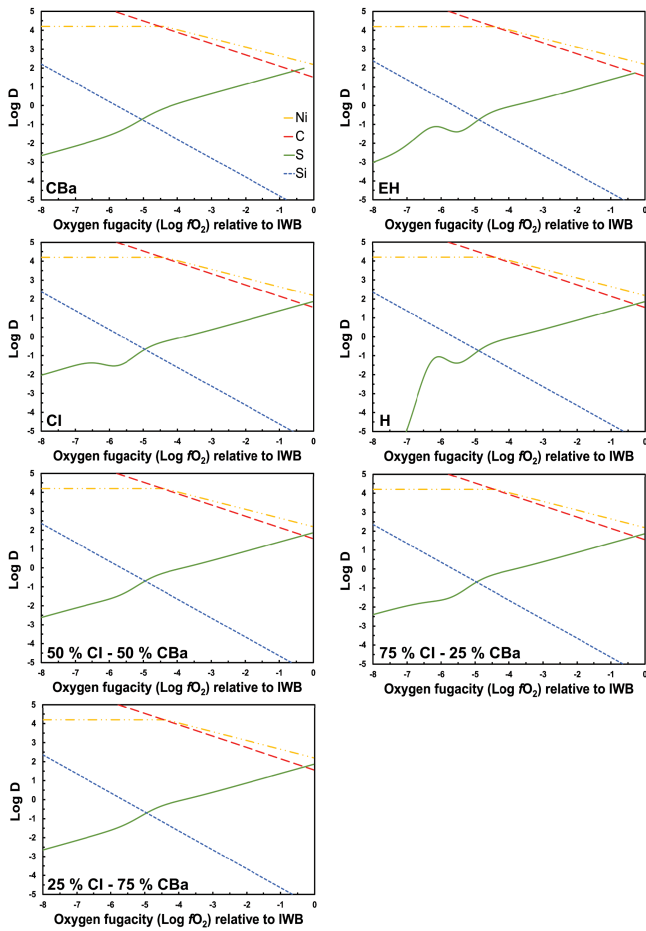 5
4
3
2
1
0
-1
-2
-3
-4
-5
Log D
Ni
C
S
Si
CBa
-8 -7 -6 -5 -4 -3 -2 -1 0
Oxygen fugacity (Log fO2) relative to IWB
5
4
3
2
1
0
-1
-2
-3
-4
-5
Log D
EH
-8 -7 -6 -5 -4 -3 -2 -1 0
Oxygen fugacity (Log fO2) relative to IWB
5
4
3
2
1
0
-1
-2
-3
-4
-5
Log D
CI
-8 -7 -6 -5 -4 -3 -2 -1 0
Oxygen fugacity (Log fO2) relative to IWB
5
4
3
2
1
0
-1
-2
-3
-4
-5
Log D
H
-8 -7 -6 -5 -4 -3 -2 -1 0
Oxygen fugacity (Log fO2) relative to IWB
5
4
3
2
1
0
-1
-2
-3
-4
-5
Log D
50 % CI - 50 % CBa
-8 -7 -6 -5 -4 -3 -2 -1 0
Oxygen fugacity (Log fO2) relative to IWB
5
4
3
2
1
0
-1
-2
-3
-4
-5
Log D
75 % CI - 25 % CBa
-8 -7 -6 -5 -4 -3 -2 -1 0
Oxygen fugacity (Log fO2) relative to IWB
5
4
3
2
1
0
-1
-2
-3
-4
-5
Log D
25 % CI - 75 % CBa
-8 -7 -6 -5 -4 -3 -2 -1 0
Oxygen fugacity (Log fO2) relative to IWB